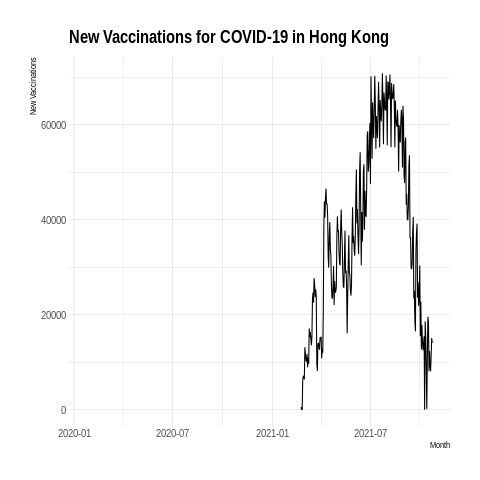 New Vaccinations for COVID-19 in Hong Kong
New Vaccinations
60000
40000
20000
0
2020-01 2020-07 2021-01 2021-07
Month